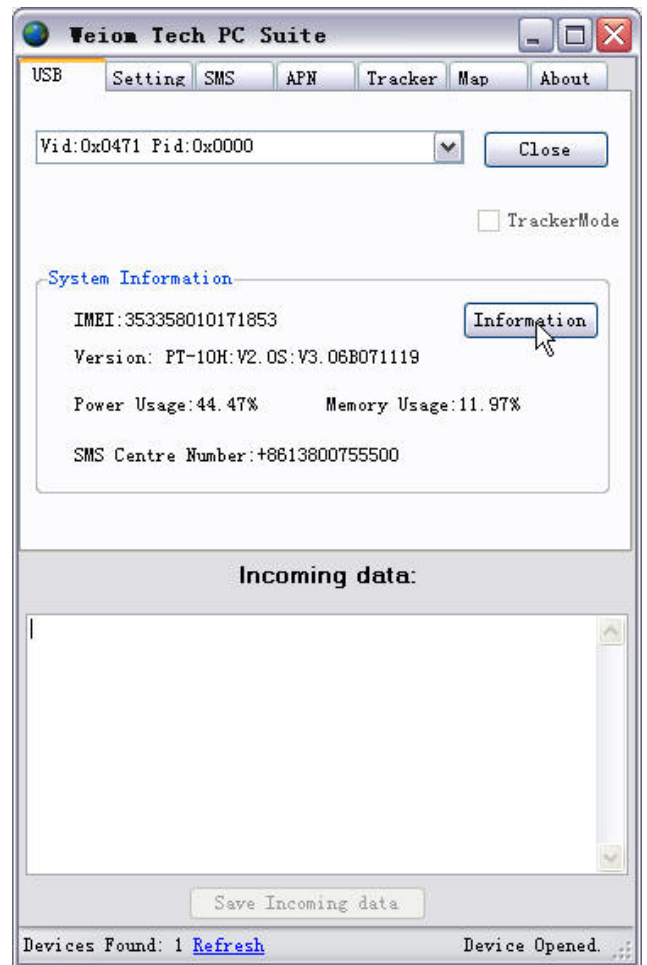 Weiom Tech PC Suite
USB Setting SMS APN Tracker Map About
Vid:0x0471 Pid:0x0000 Close
TrackerMode
System Information
IMEI:353358010171853 Information
Version: PT-10H:V2.0S:V3.06B071119
Power Usage:44.47% Memory Usage:11.97%
SMS Centre Number:+8613800755500
Incoming data:
Save Incoming data
Devices Found: 1 Refresh Device Opened.